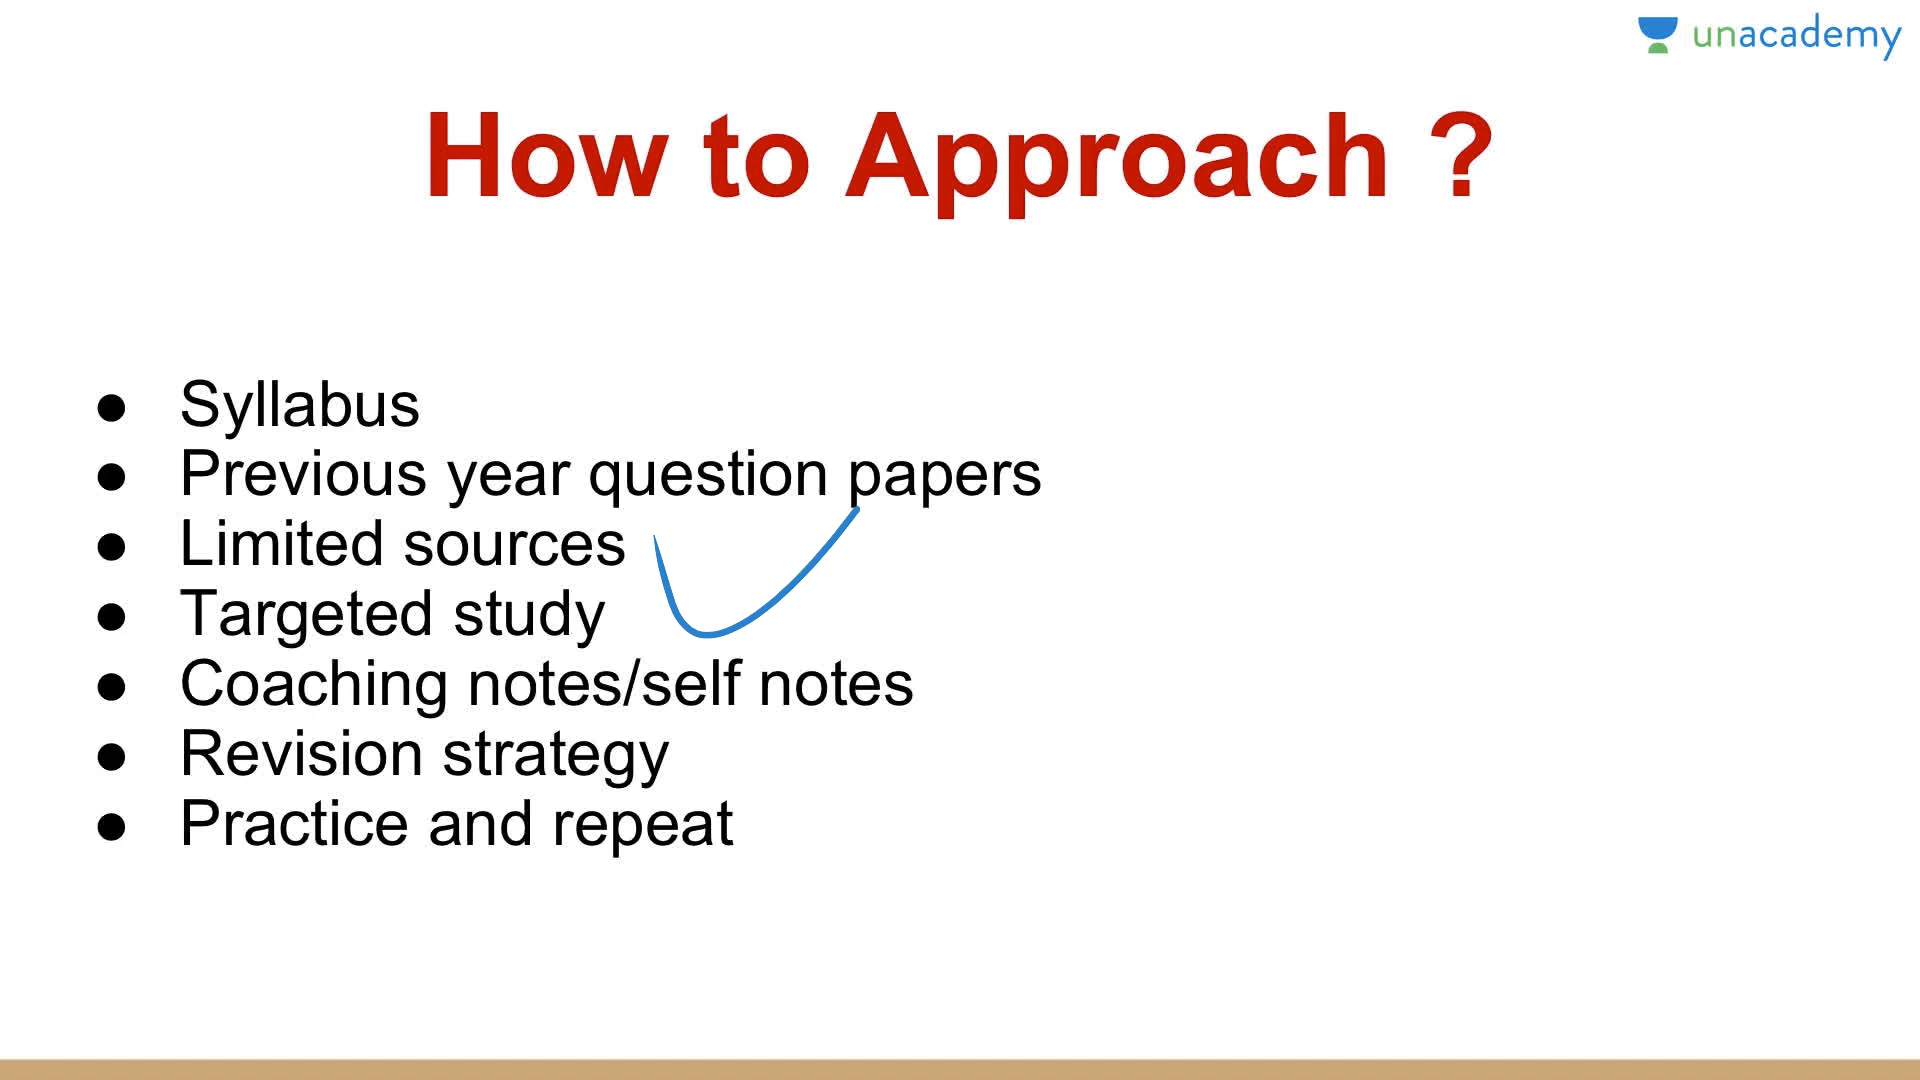 unacademy
How to Approach ?
● Syllabus
● Previous year question papers
● Limited sources
● Targeted study
● Coaching notes/self notes
● Revision strategy
● Practice and repeat